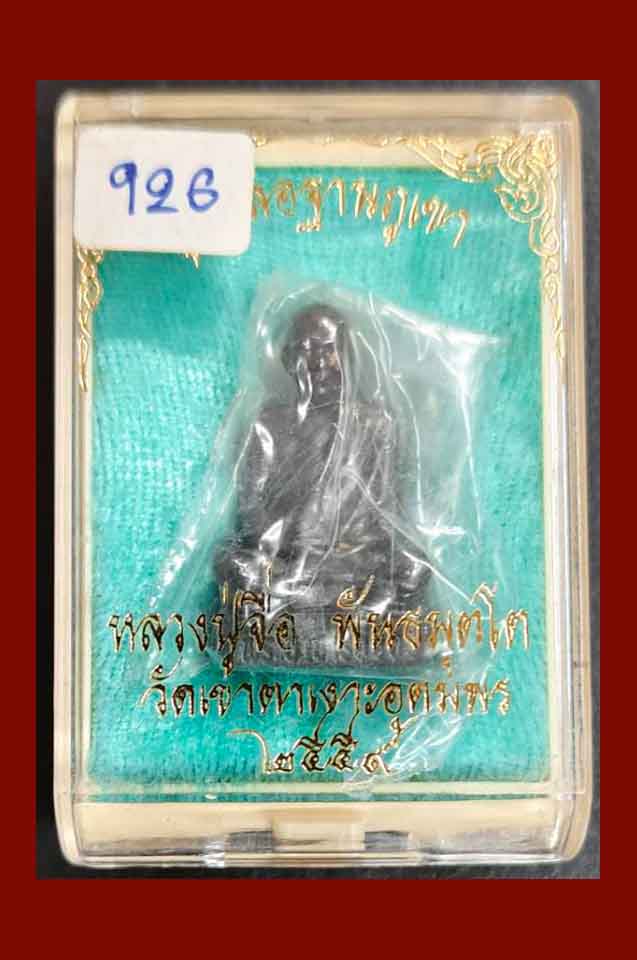 926
ฐานภูเขา
หลวงปู่จื่อ พันธมุตโต
วัดเขาตาเงาะอุดมพร
๒๕๕๙